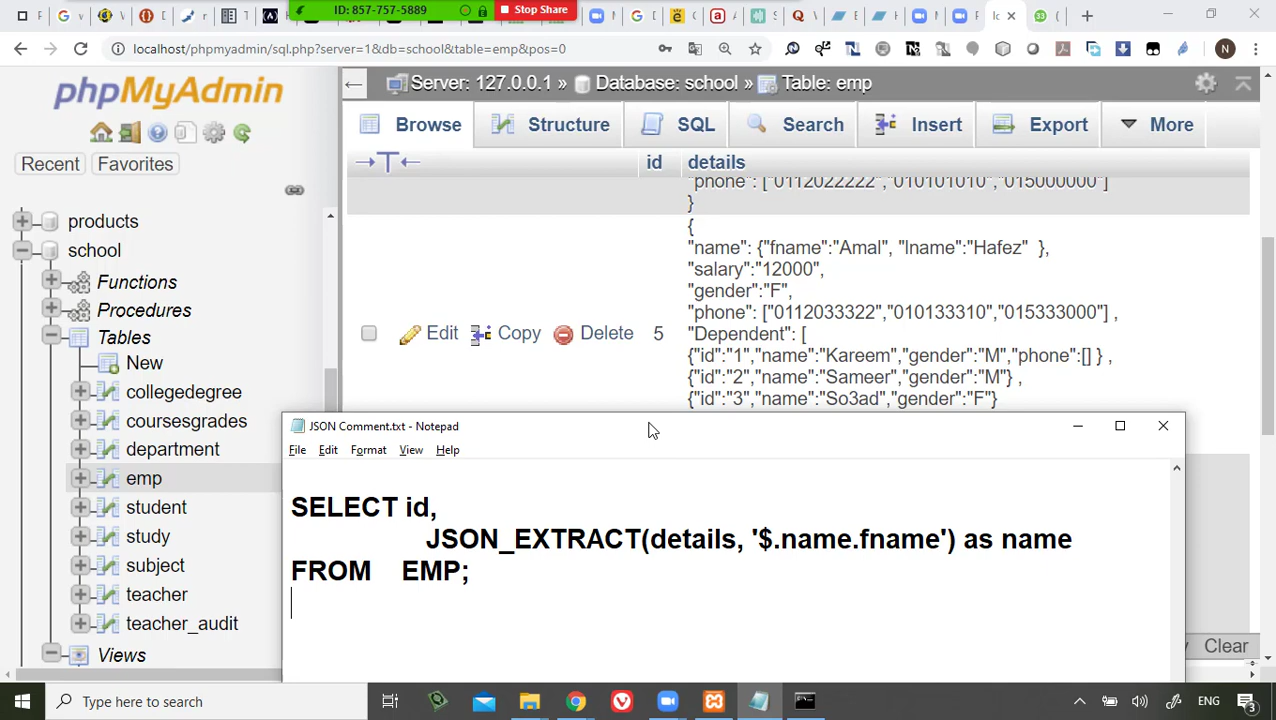 ID: 857-757-5889
Stop Share
localhost/phpmyadmin/sql.php?server=1&db=school&table=emp&pos=0
N
phpMyAdmin
Recent
Favorites
products
school
Functions
Procedures
Tables
New
collegedegree
coursesgrades
department
emp
student
study
subject
teacher
teacher_audit
Views
Server: 127.0.0.1 » Database: school » Table: emp
Browse Structure SQL Search Insert Export More
id details
"phone": ["0112022222","010101010","015000000"]
}
{
"name": {"fname":"Amal", "lname":"Hafez" },
"salary":"12000",
"gender":"F",
"phone": ["0112033322","010133310","015333000"] ,
Edit Copy Delete 5
"Dependent": [
{"id":"1","name":"Kareem","gender":"M","phone":[] } ,
{"id":"2","name":"Sameer","gender":"M"} ,
{"id":"3","name":"So3ad","gender":"F"}
JSON Comment.txt - Notepad
File Edit Format View Help
SELECT id,
JSON_EXTRACT(details, '$.name.fname') as name
FROM EMP;
Clear
Type here to search
ENG
3